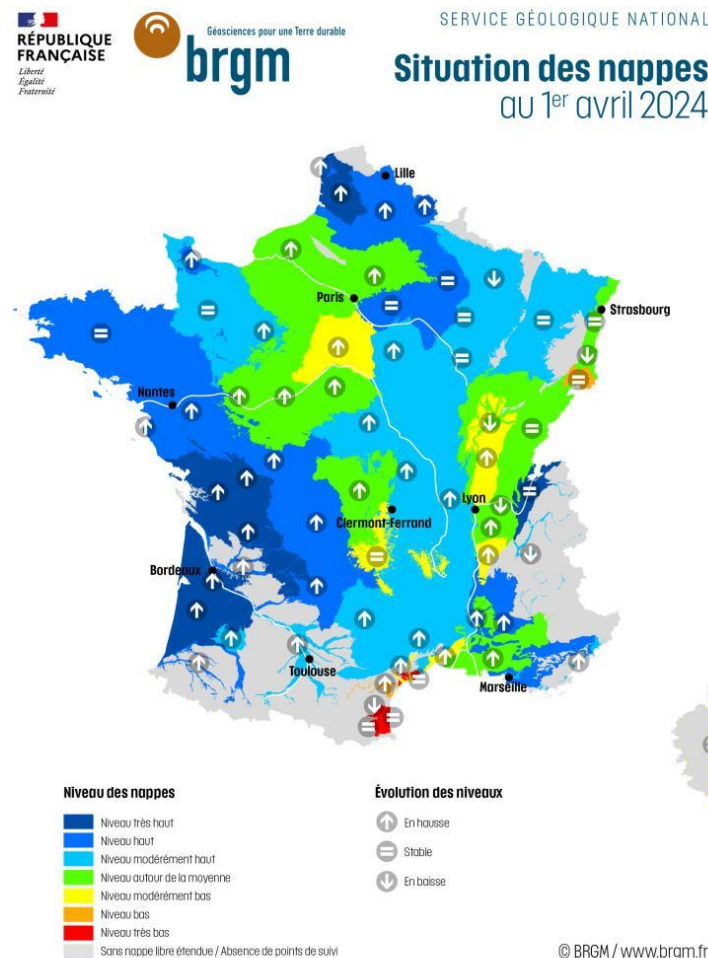 RÉPUBLIQUE
FRANÇAISE
Liberté
Égalité
Fraternité
Géosciences pour une Terre durable
brgm
SERVICE GÉOLOGIQUE NATIONAL
Situation des nappes
au 1er avril 2024
Lille
Paris
Strasbourg
Nantes
Lyon
Clermont-Ferrand
Bordeaux
Toulouse
Marseille
Niveau des nappes
Niveau très haut
Niveau haut
Niveau modérément haut
Niveau autour de la moyenne
Niveau modérément bas
Niveau bas
Niveau très bas
Sans nappe libre étendue / Absence de points de suivi
Évolution des niveaux
En hausse
Stable
En baisse
© BRGM / www.brgm.fr